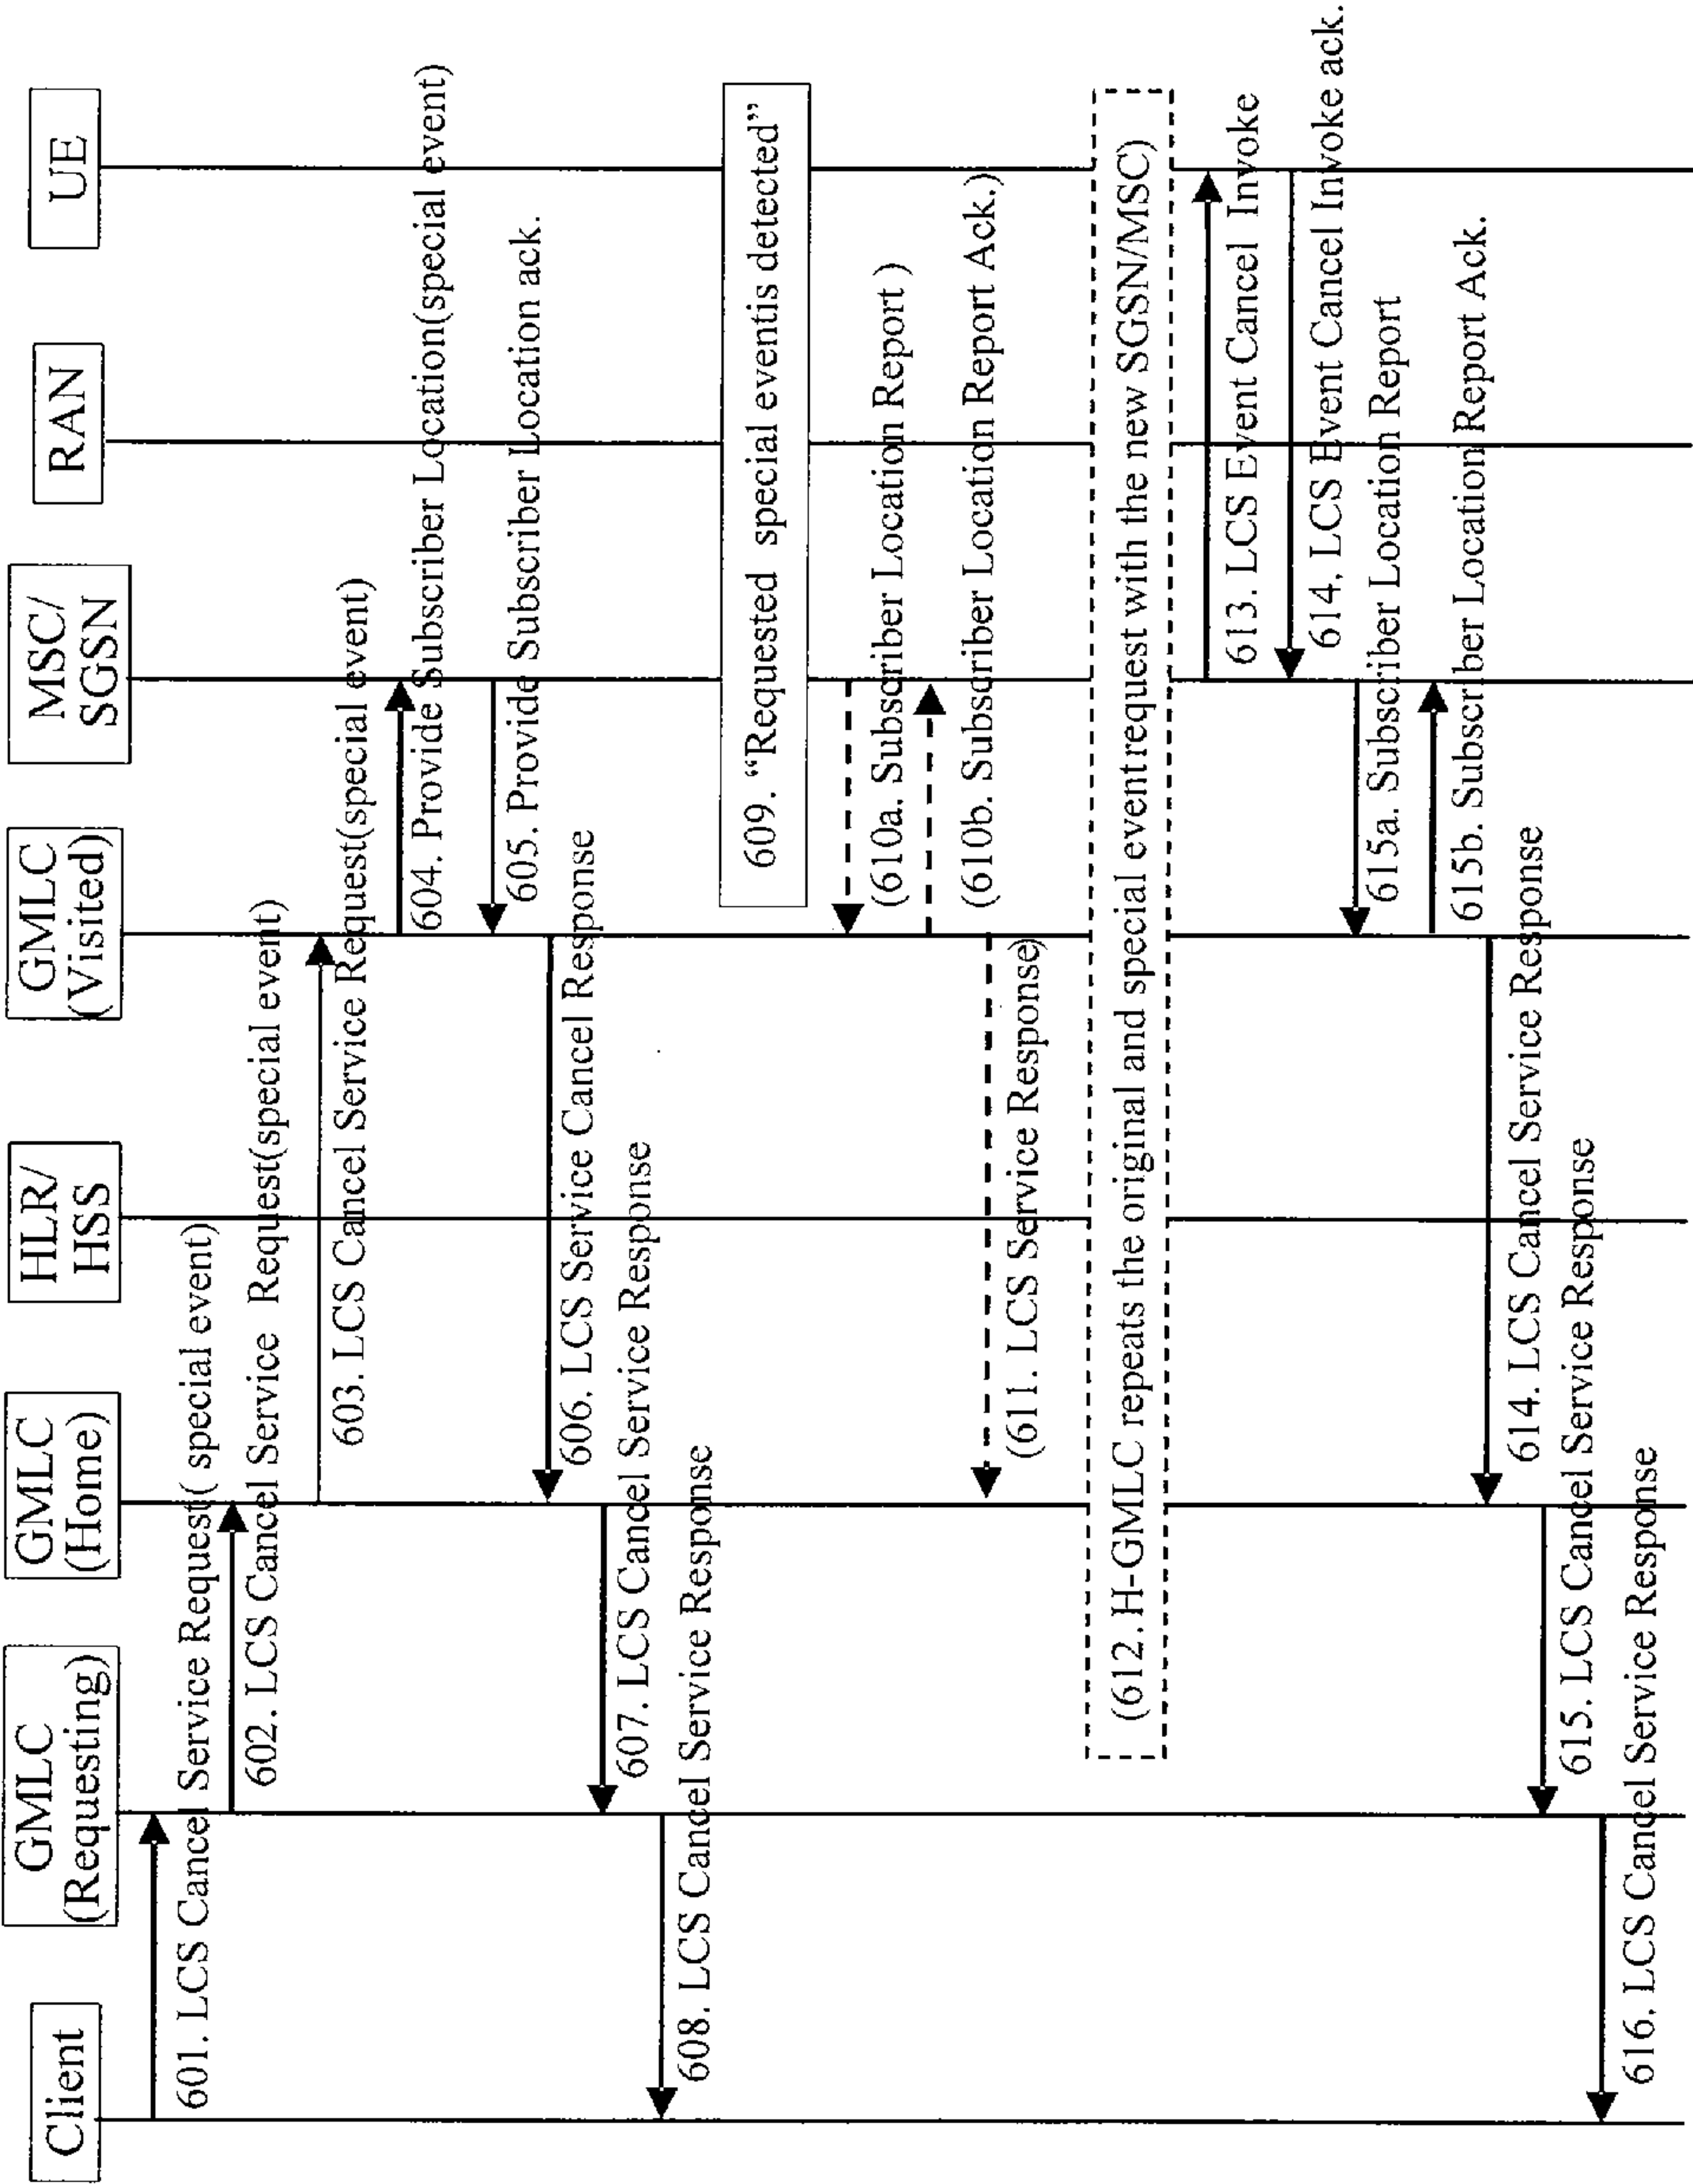 Client
GMLC
(Requesting)
GMLC
(Home)
HLR/
HSS
GMLC
(Visited)
MSC/
SGSN
RAN
UE
601. LCS Cancel Service Request( special event)
602. LCS Cancel Service Request(special event)
603. LCS Cancel Service Request(special event)
604. Provide Subscriber Location(special event)
605. Provide Subscriber Location ack.
606. LCS Service Cancel Response
607. LCS Cancel Service Response
608. LCS Cancel Service Response
609. “Requested special eventis detected”
(610a. Subscriber Location Report )
(610b. Subscriber Location Report Ack.)
(611. LCS Service Response)
(612.H-GMLC repeats the original and special eventrequest with the new SGSN/MSC)
613. LCS Event Cancel Invoke
614. LCS Event Cancel Invoke ack.
615a. Subscriber Location Report
615b. Subscriber Location Report Ack.
614. LCS Cancel Service Response
615. LCS Cancel Service Response
616. LCS Cancel Service Response